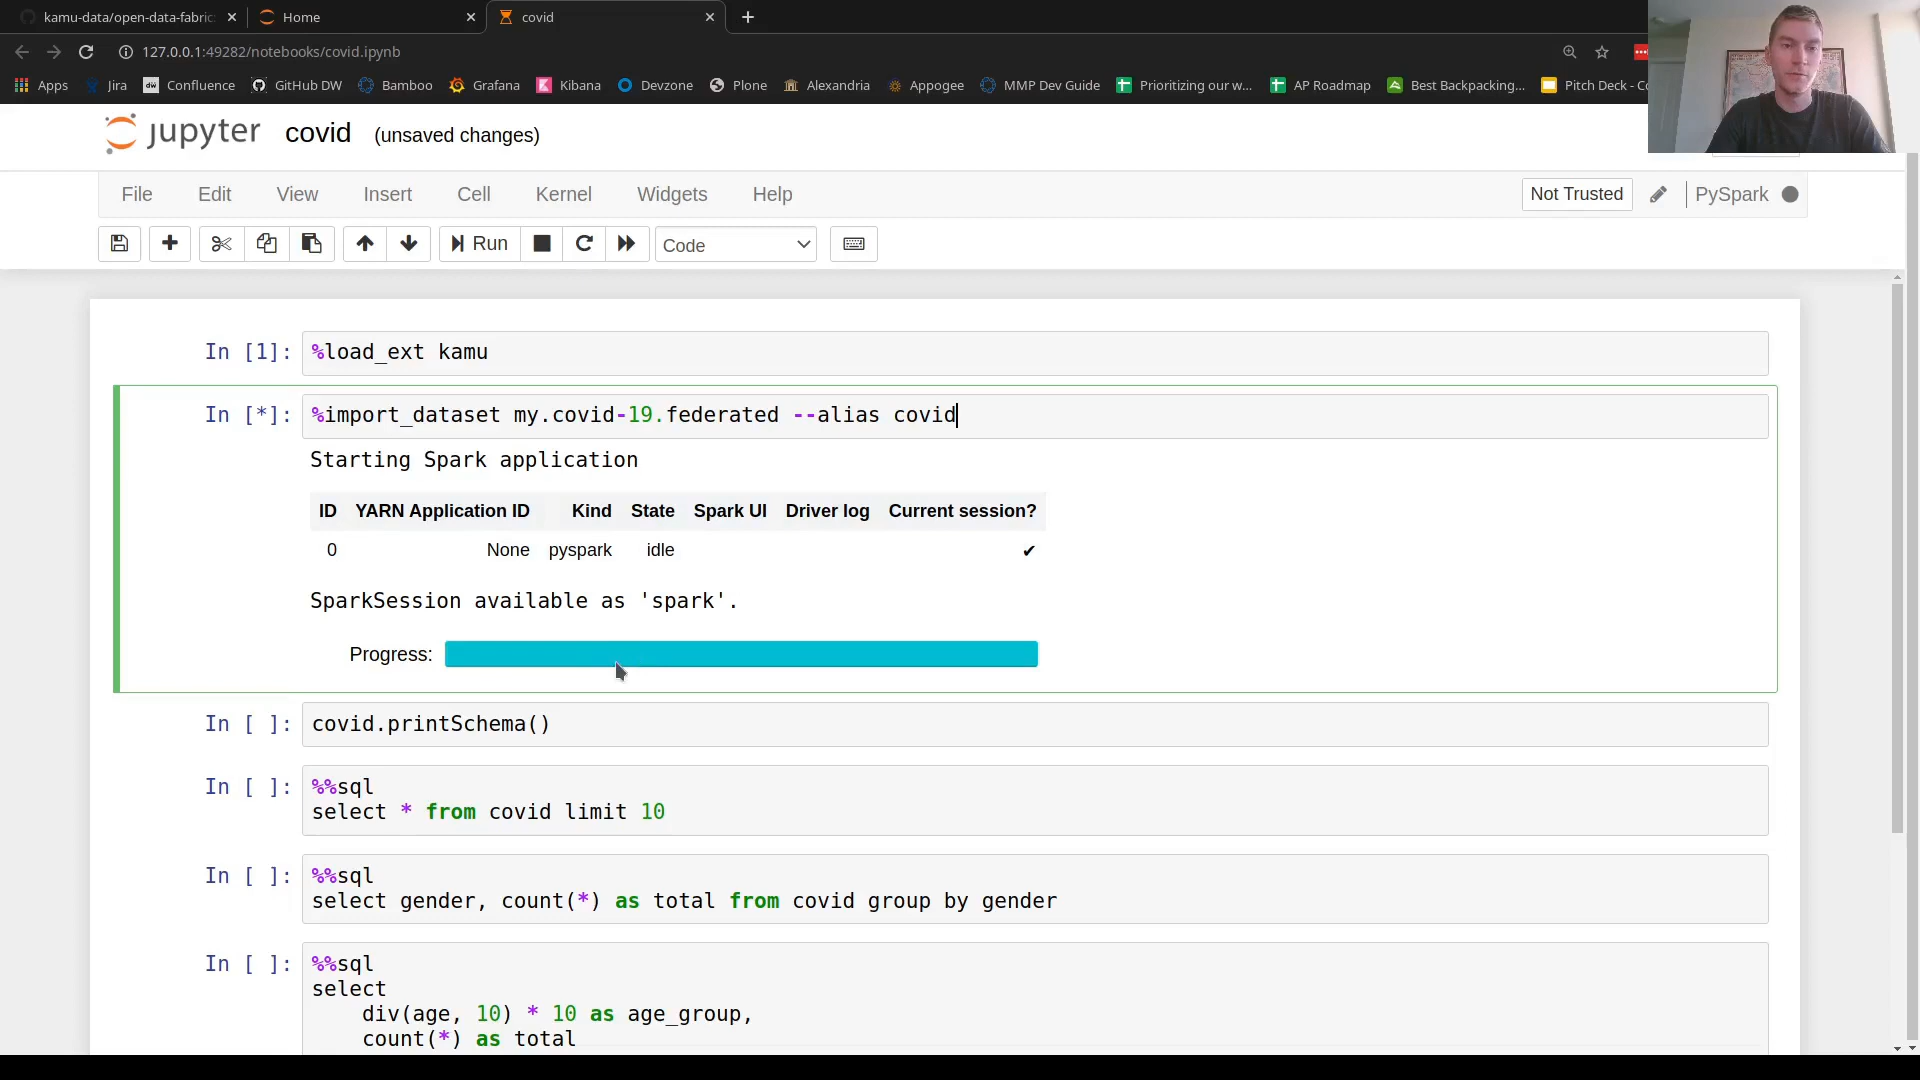 kamu-data/open-data-fabric
Home
covid
127.0.0.1:49282/notebooks/covid.ipynb
Apps
Jira
Confluence
GitHub DW
Bamboo
Grafana
Kibana
Devzone
Plone
Alexandria
Appogee
MMP Dev Guide
Prioritizing our w...
AP Roadmap
Best Backpacking...
Pitch Deck - Co
jupyter covid (unsaved changes)
File Edit View Insert Cell Kernel Widgets Help
Not Trusted
PySpark
Run
Code
In [1]: %load_ext kamu
In [*]: %import_dataset my.covid-19.federated --alias covid
Starting Spark application
ID YARN Application ID Kind State Spark UI Driver log Current session?
0 None pyspark idle ✔
SparkSession available as 'spark'.
Progress:
In [ ]: covid.printSchema()
In [ ]: %%sql
select * from covid limit 10
In [ ]: %%sql
select gender, count(*) as total from covid group by gender
In [ ]: %%sql
select
div(age, 10) * 10 as age_group,
count(*) as total